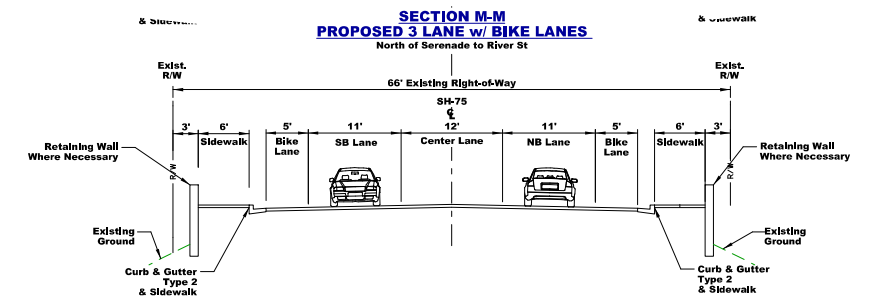 SECTION M-M
PROPOSED 3 LANE w/ BIKE LANES
North of Serenade to River St
& Sidewalk
& Sidewalk
Exist.
R/W
Exist.
R/W
66' Existing Right-of-Way
SH-75
℄
3'
6'
5'
11'
12'
11'
5'
6'
3'
Sidewalk
Bike
Lane
SB Lane
Center Lane
NB Lane
Bike
Lane
Sidewalk
Retaining Wall
Where Necessary
Retaining Wall
Where Necessary
R/W
R/W
Existing
Ground
Existing
Ground
Curb & Gutter
Type 2
& Sidewalk
Curb & Gutter
Type 2
& Sidewalk